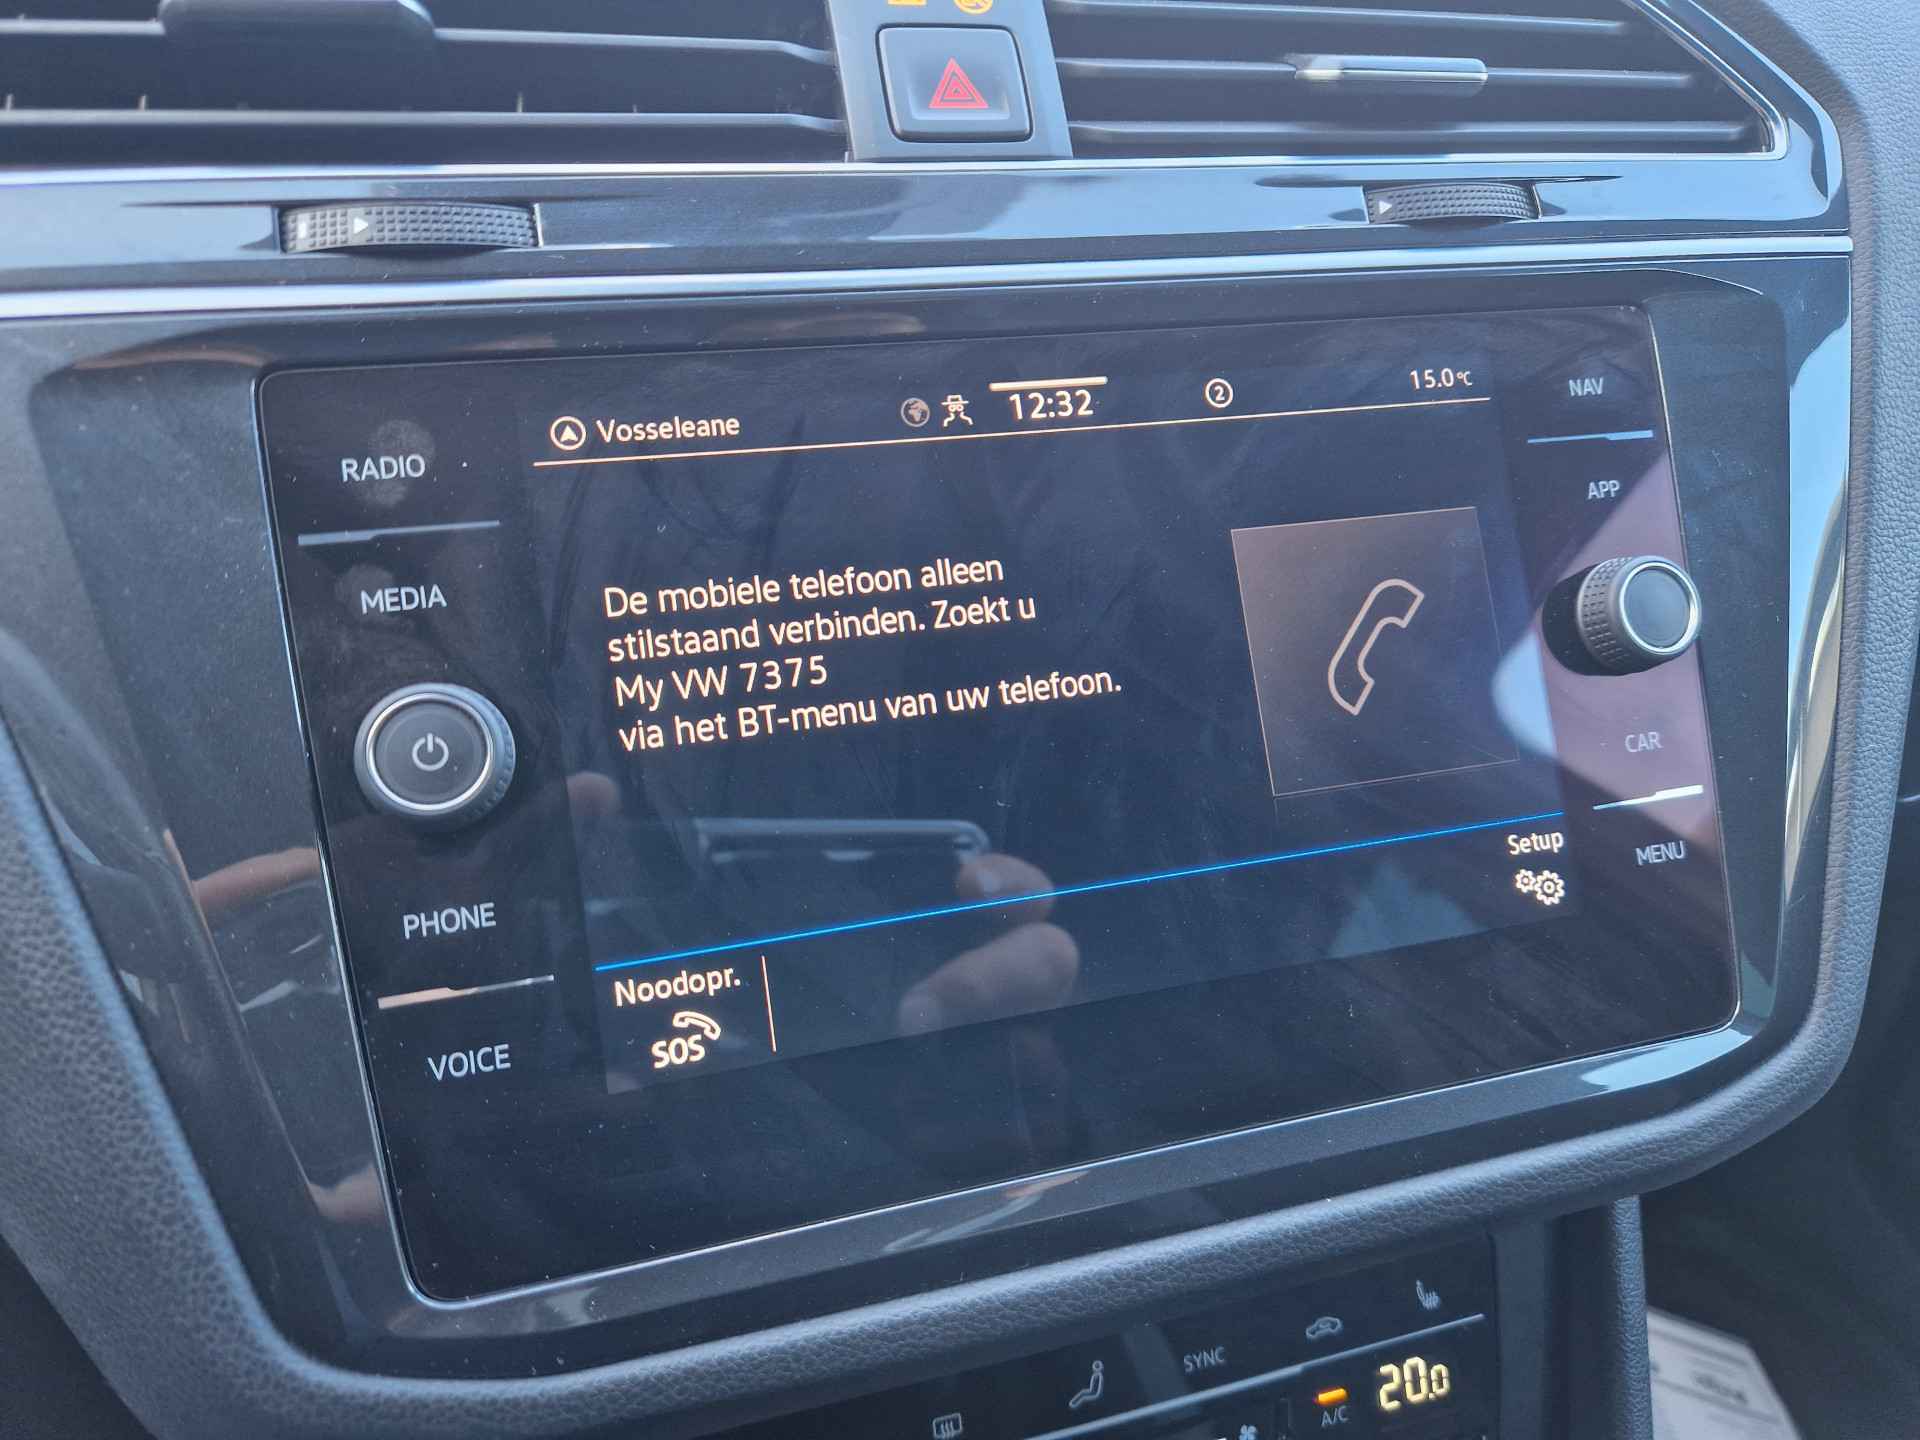 Vosseleane
12:32
2
15.0°C
NAV
RADIO
APP
MEDIA
De mobiele telefoon alleen
stilstaand verbinden. Zoekt u
My VW 7375
via het BT-menu van uw telefoon.
CAR
Setup
MENU
PHONE
Noodopr.
SOS
VOICE
SYNC
A/C
20.0